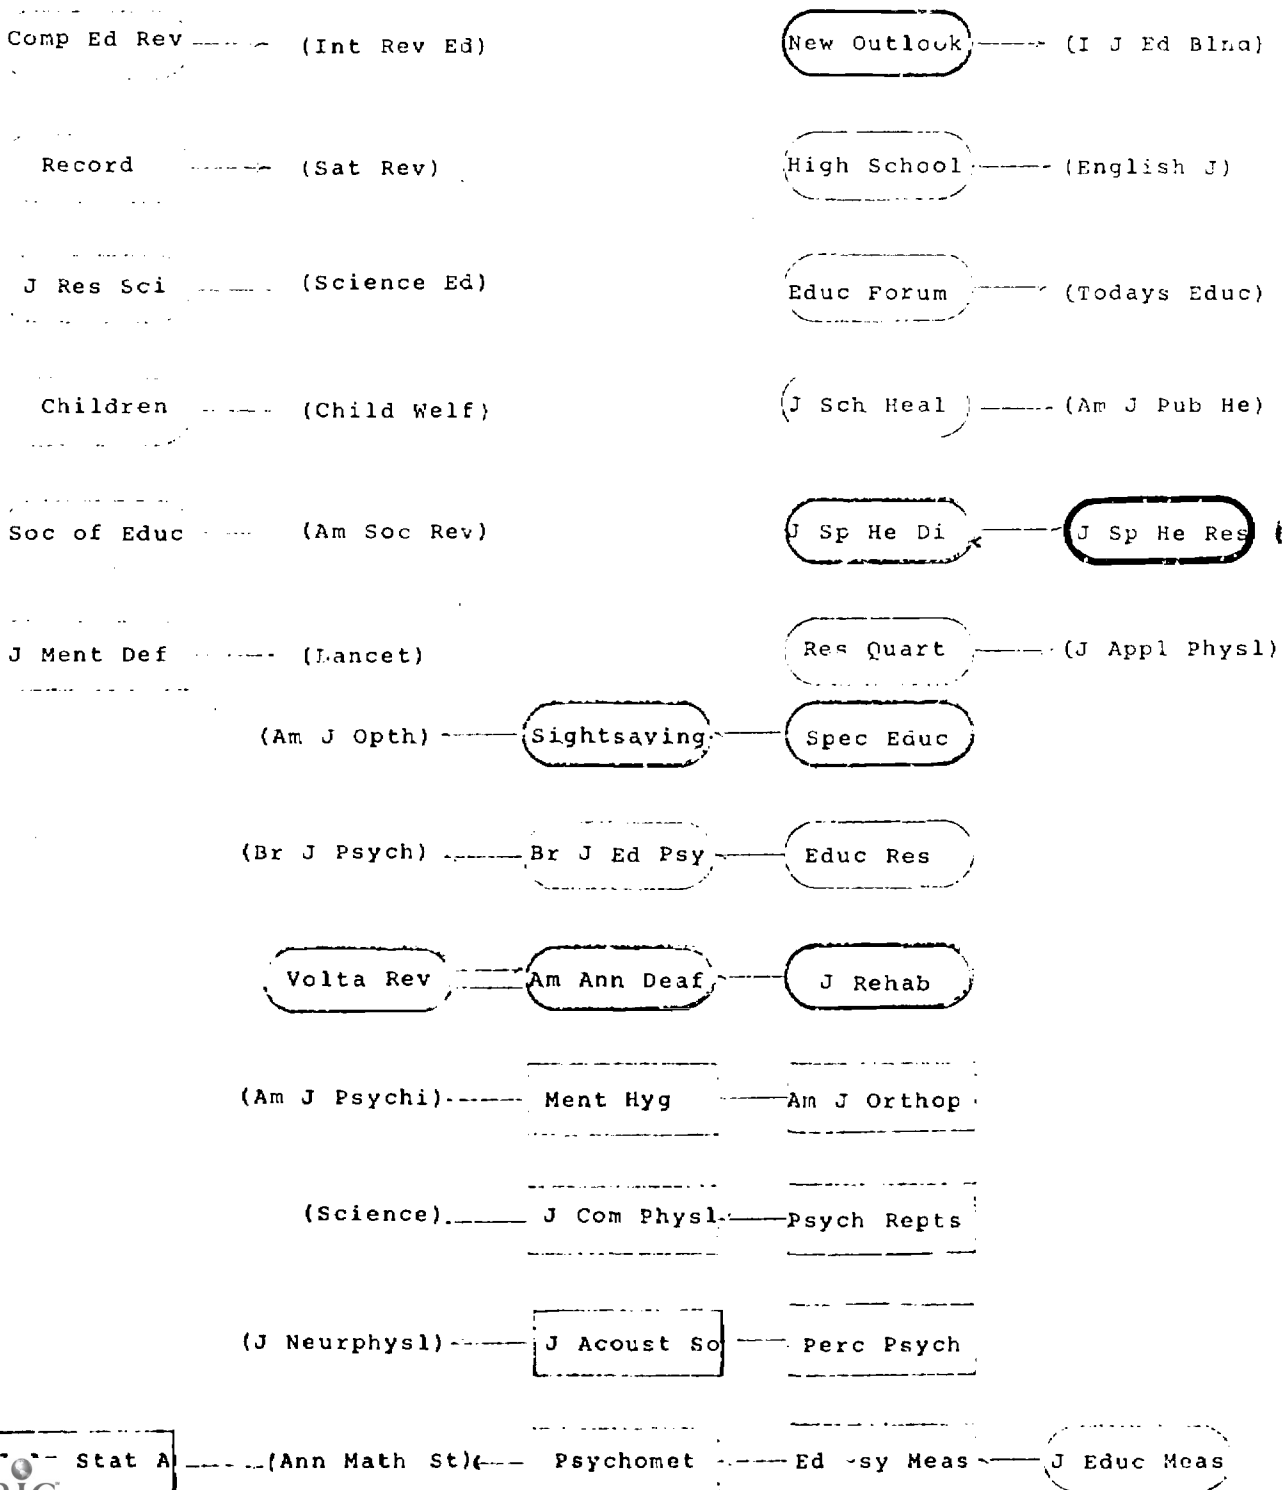 Comp Ed Rev (Int Rev Ed) (New Outlook) (I J Ed Blnd)
Record (Sat Rev) High School (English J)
J Res Sci (Science Ed) Educ Forum (Todays Educ)
Children (Child Welf) J Sch Heal (Am J Pub He)
Soc of Educ (Am Soc Rev) J Sp He Di J Sp He Res
J Ment Def (Lancet) Res Quart (J Appl Physl)
(Am J Opth) Sightsaving Spec Educ
(Br J Psych) Br J Ed Psy Educ Res
Volta Rev Am Ann Deaf J Rehab
(Am J Psychi) Ment Hyg Am J Orthop
(Science) J Com Physl Psych Repts
(J Neurphysl) J Acoust So Perc Psych
Stat A (Ann Math St) Psychomet Ed Meas J Educ Meas